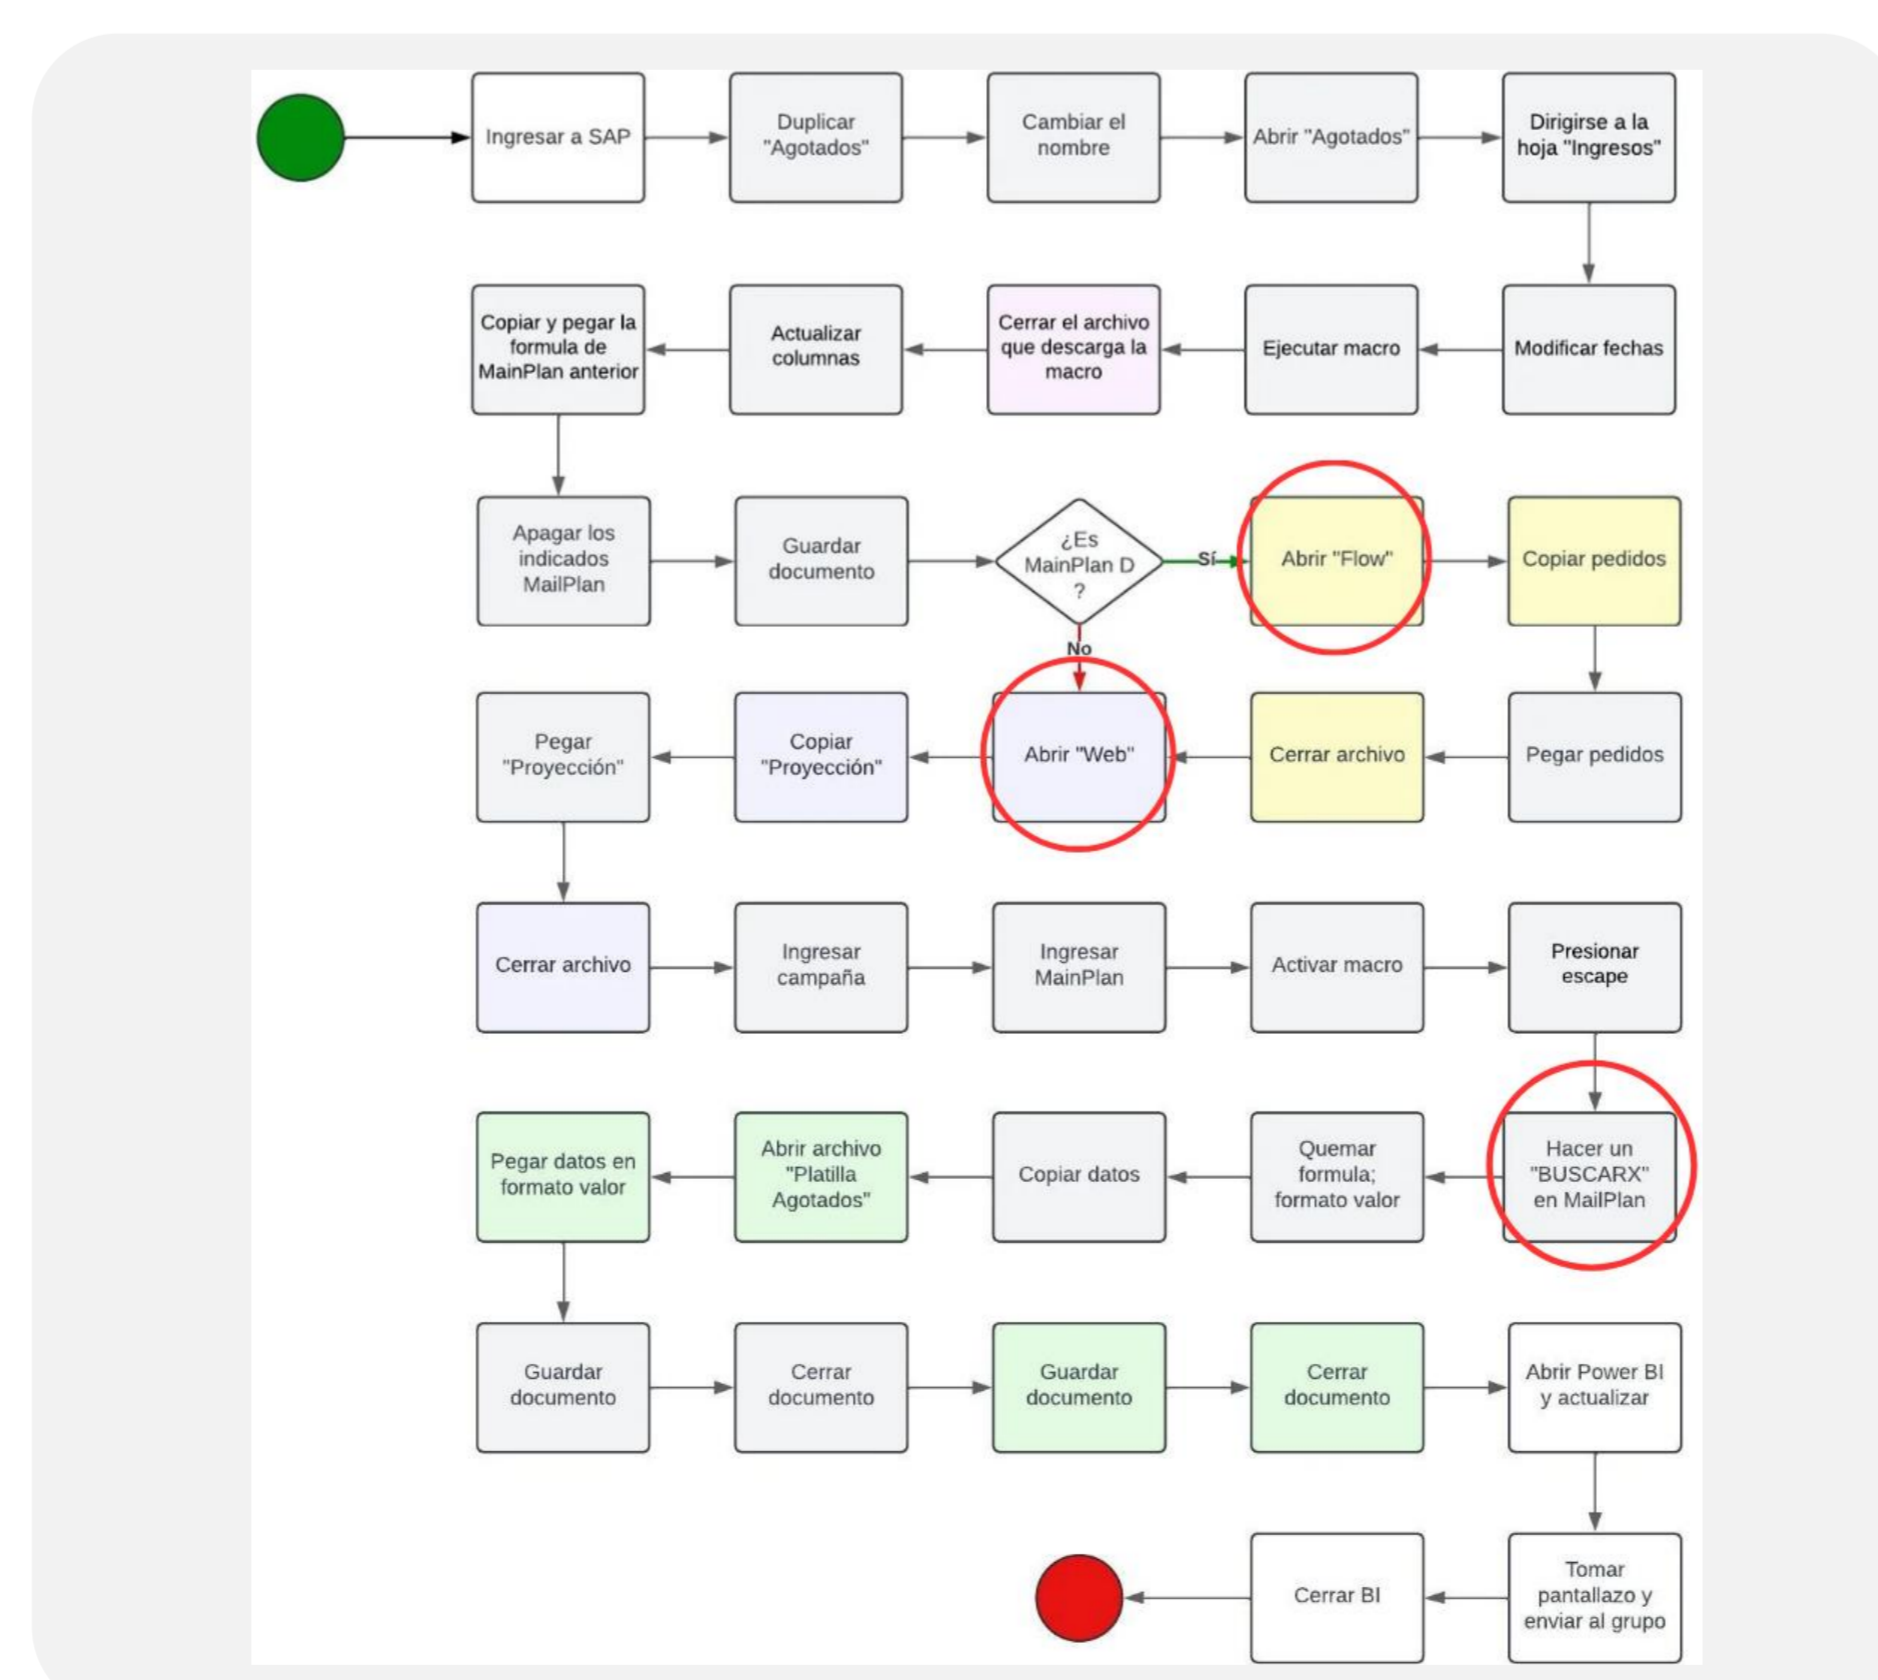 Ingresar a SAP
Duplicar
"Agotados"
Cambiar el
nombre
Abrir "Agotados"
Dirigirse a la
hoja "Ingresos"
Modificar fechas
Ejecutar macro
Cerrar el archivo
que descarga la
macro
Actualizar
columnas
Copiar y pegar la
formula de
MainPlan anterior
Apagar los
indicados
MailPlan
Guardar
documento
¿Es
MainPlan D
?
Sí
Abrir "Flow"
Copiar pedidos
No
Pegar pedidos
Cerrar archivo
Abrir "Web"
Copiar
"Proyección"
Pegar
"Proyección"
Cerrar archivo
Ingresar
campaña
Ingresar
MainPlan
Activar macro
Presionar
escape
Hacer un
"BUSCARX"
en MailPlan
Quemar
formula;
formato valor
Copiar datos
Abrir archivo
"Platilla
Agotados"
Pegar datos en
formato valor
Guardar
documento
Cerrar
documento
Guardar
documento
Cerrar
documento
Abrir Power BI
y actualizar
Tomar
pantallazo y
enviar al grupo
Cerrar BI